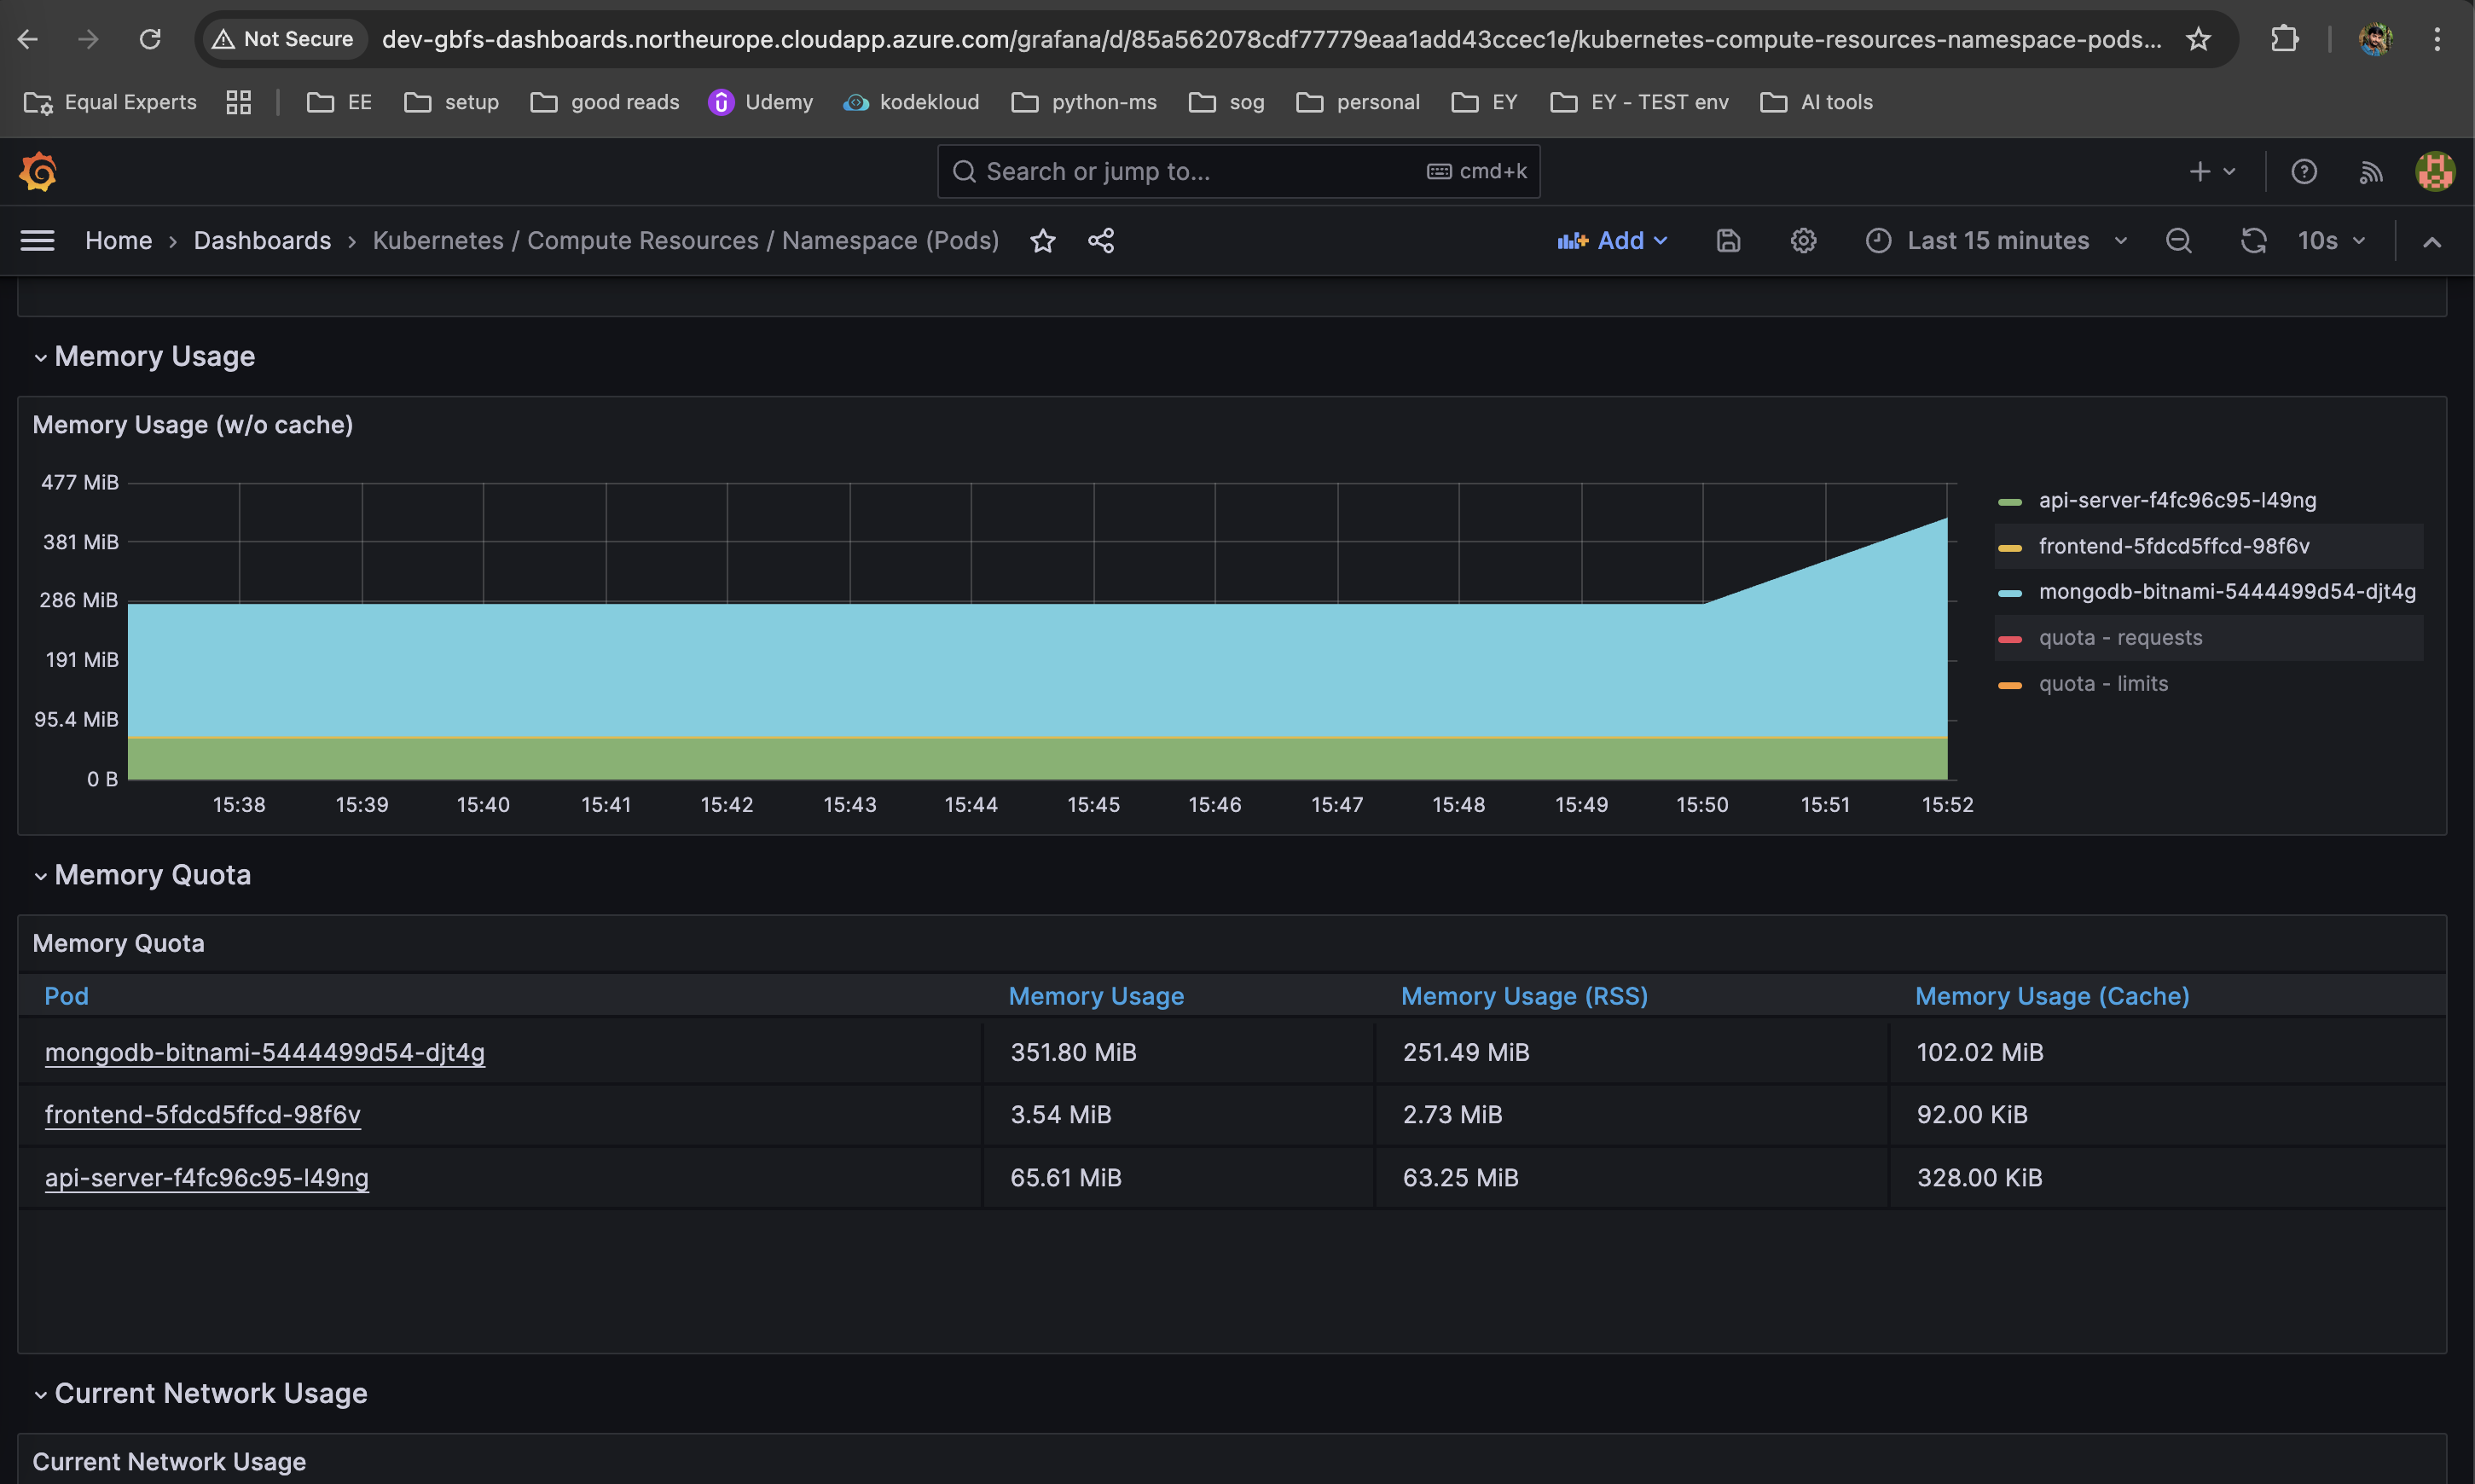 Not Secure dev-gbfs-dashboards.northeurope.cloudapp.azure.com/grafana/d/85a562078cdf77779eaa1add43ccec1e/kubernetes-compute-resources-namespace-pods...
Equal Experts EE setup good reads Udemy kodekloud python-ms sog personal EY EY - TEST env AI tools
Search or jump to... cmd+k
Home › Dashboards › Kubernetes / Compute Resources / Namespace (Pods) Add Last 15 minutes 10s
Memory Usage
Memory Usage (w/o cache)
477 MiB
381 MiB
286 MiB
191 MiB
95.4 MiB
0 B
15:38 15:39 15:40 15:41 15:42 15:43 15:44 15:45 15:46 15:47 15:48 15:49 15:50 15:51 15:52
api-server-f4fc96c95-l49ng
frontend-5fdcd5ffcd-98f6v
mongodb-bitnami-5444499d54-djt4g
quota - requests
quota - limits
Memory Quota
Memory Quota
Pod Memory Usage Memory Usage (RSS) Memory Usage (Cache)
mongodb-bitnami-5444499d54-djt4g 351.80 MiB 251.49 MiB 102.02 MiB
frontend-5fdcd5ffcd-98f6v 3.54 MiB 2.73 MiB 92.00 KiB
api-server-f4fc96c95-l49ng 65.61 MiB 63.25 MiB 328.00 KiB
Current Network Usage
Current Network Usage